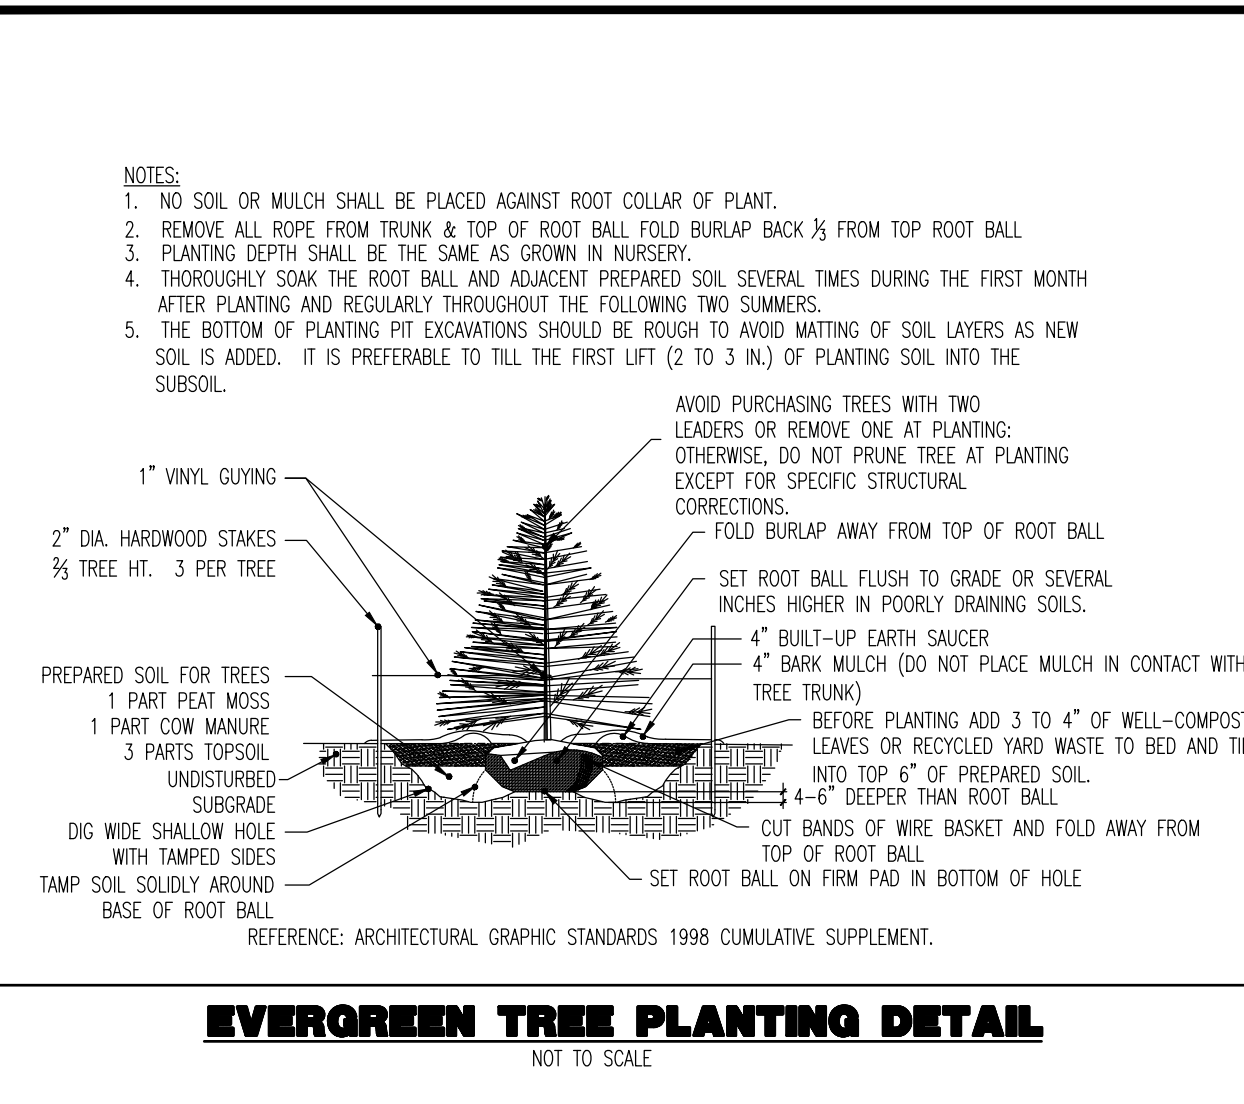 NOTES:
1. NO SOIL OR MULCH SHALL BE PLACED AGAINST ROOT COLLAR OF PLANT.
2. REMOVE ALL ROPE FROM TRUNK & TOP OF ROOT BALL FOLD BURLAP BACK ⅓ FROM TOP ROOT BALL
3. PLANTING DEPTH SHALL BE THE SAME AS GROWN IN NURSERY.
4. THOROUGHLY SOAK THE ROOT BALL AND ADJACENT PREPARED SOIL SEVERAL TIMES DURING THE FIRST MONTH
AFTER PLANTING AND REGULARLY THROUGHOUT THE FOLLOWING TWO SUMMERS.
5. THE BOTTOM OF PLANTING PIT EXCAVATIONS SHOULD BE ROUGH TO AVOID MATTING OF SOIL LAYERS AS NEW
SOIL IS ADDED. IT IS PREFERABLE TO TILL THE FIRST LIFT (2 TO 3 IN.) OF PLANTING SOIL INTO THE
SUBSOIL.
AVOID PURCHASING TREES WITH TWO
LEADERS OR REMOVE ONE AT PLANTING:
OTHERWISE, DO NOT PRUNE TREE AT PLANTING
EXCEPT FOR SPECIFIC STRUCTURAL
CORRECTIONS.
1" VINYL GUYING
2" DIA. HARDWOOD STAKES
⅔ TREE HT. 3 PER TREE
FOLD BURLAP AWAY FROM TOP OF ROOT BALL
SET ROOT BALL FLUSH TO GRADE OR SEVERAL
INCHES HIGHER IN POORLY DRAINING SOILS.
4" BUILT-UP EARTH SAUCER
4" BARK MULCH (DO NOT PLACE MULCH IN CONTACT WITH
TREE TRUNK)
PREPARED SOIL FOR TREES
1 PART PEAT MOSS
1 PART COW MANURE
3 PARTS TOPSOIL
BEFORE PLANTING ADD 3 TO 4" OF WELL-COMPOST
LEAVES OR RECYCLED YARD WASTE TO BED AND TI
INTO TOP 6" OF PREPARED SOIL.
UNDISTURBED
SUBGRADE
4-6" DEEPER THAN ROOT BALL
DIG WIDE SHALLOW HOLE
WITH TAMPED SIDES
CUT BANDS OF WIRE BASKET AND FOLD AWAY FROM
TOP OF ROOT BALL
TAMP SOIL SOLIDLY AROUND
BASE OF ROOT BALL
SET ROOT BALL ON FIRM PAD IN BOTTOM OF HOLE
REFERENCE: ARCHITECTURAL GRAPHIC STANDARDS 1998 CUMULATIVE SUPPLEMENT.
EVERGREEN TREE PLANTING DETAIL
NOT TO SCALE